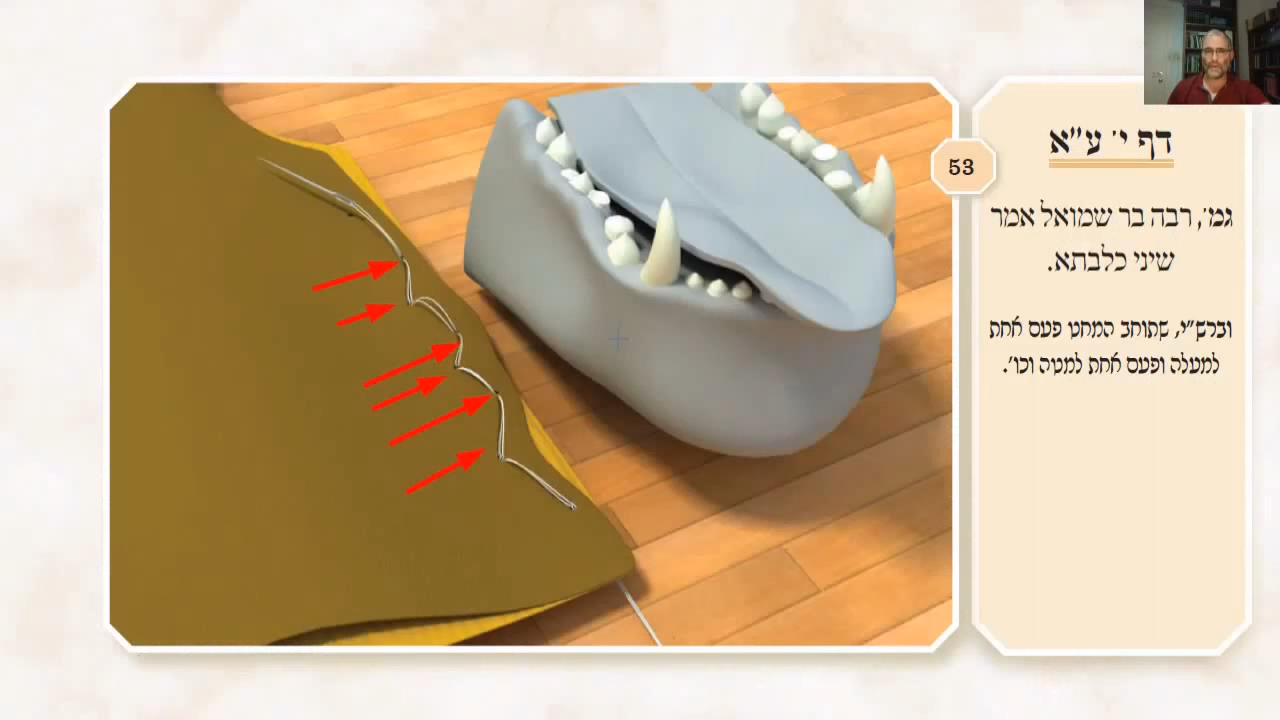 53
דף י׳ ע״א
גמ׳, רבה בר שמואל אמר
שיני כלבתא.
וברש״י, שתוחב המחט פעם אחת
למעלה ופעם אחת למטה וכו׳.